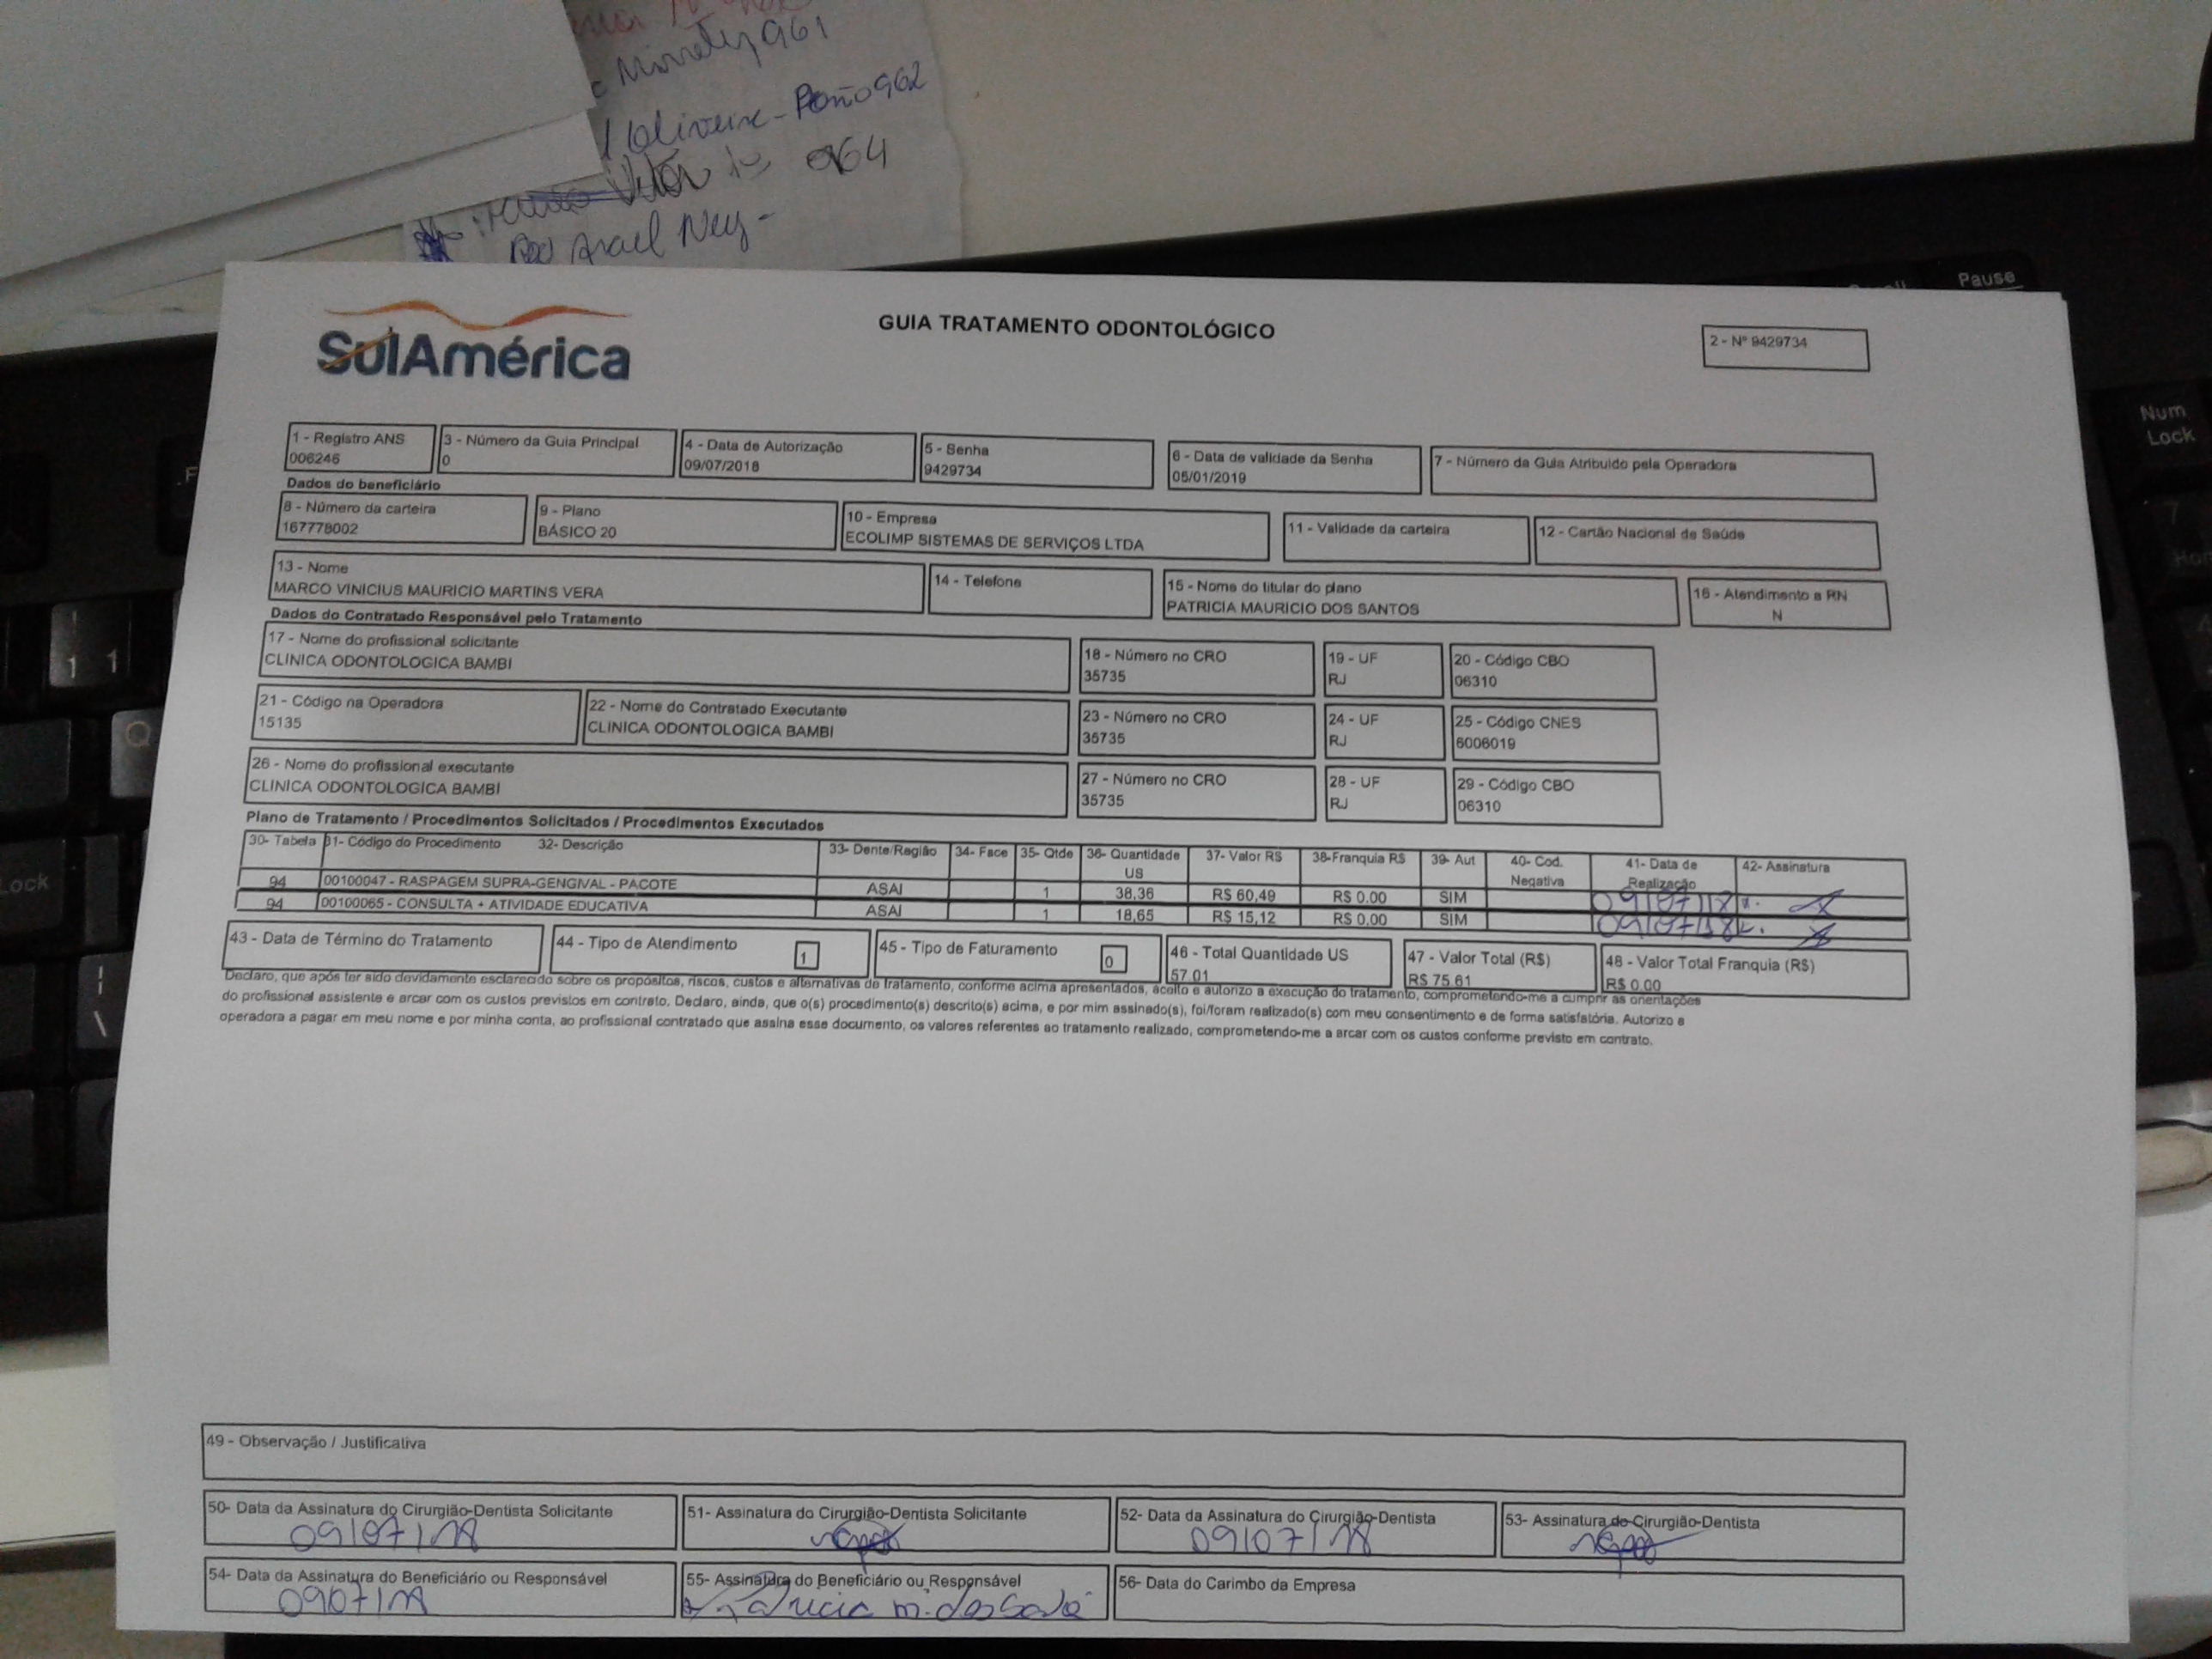 961
Oliveira - 962
964
Ney -
Pause
Num
Lock
Lock
Q
1 1
7
SulAmérica
GUIA TRATAMENTO ODONTOLÓGICO
2 - Nº 9429734
1 - Registro ANS 3 - Número da Guia Principal 4 - Data de Autorização 5 - Senha 6 - Data de validade da Senha 7 - Número da Guia Atribuído pela Operadora
006246 0 09/07/2018 9429734 05/01/2019
Dados do beneficiário
8 - Número da carteira 9 - Plano 10 - Empresa 11 - Validade da carteira 12 - Cartão Nacional de Saúde
167778002 BÁSICO 20 ECOLIMP SISTEMAS DE SERVIÇOS LTDA
13 - Nome 14 - Telefone 15 - Nome do titular do plano 16 - Atendimento a RN
MARCO VINICIUS MAURICIO MARTINS VERA PATRICIA MAURICIO DOS SANTOS N
Dados do Contratado Responsável pelo Tratamento
17 - Nome do profissional solicitante 18 - Número no CRO 19 - UF 20 - Código CBO
CLINICA ODONTOLOGICA BAMBI 35735 RJ 06310
21 - Código na Operadora 22 - Nome do Contratado Executante 23 - Número no CRO 24 - UF 25 - Código CNES
15135 CLINICA ODONTOLOGICA BAMBI 35735 RJ 6006019
26 - Nome do profissional executante 27 - Número no CRO 28 - UF 29 - Código CBO
CLINICA ODONTOLOGICA BAMBI 35735 RJ 06310
Plano de Tratamento / Procedimentos Solicitados / Procedimentos Executados
30- Tabela 31- Código do Procedimento 32- Descrição 33- Dente/Região 34- Face 35- Qtde 36- Quantidade US 37- Valor R$ 38-Franquia R$ 39- Aut 40- Cod. Negativa 41- Data de Realização 42- Assinatura
94 00100047 - RASPAGEM SUPRA-GENGIVAL - PACOTE ASAI 1 38,36 R$ 60,49 R$ 0.00 SIM 09/07/18
94 00100065 - CONSULTA + ATIVIDADE EDUCATIVA ASAI 1 18,65 R$ 15,12 R$ 0,00 SIM 09/07/18
43 - Data de Término do Tratamento 44 - Tipo de Atendimento 1 45 - Tipo de Faturamento 0 46 - Total Quantidade US 47 - Valor Total (R$) 48 - Valor Total Franquia (R$)
57.01 R$ 75.61 R$ 0.00
Declaro, que após ter sido devidamente esclarecido sobre os propósitos, riscos, custos e alternativas de tratamento, conforme acima apresentados, aceito e autorizo a execução do tratamento, comprometendo-me a cumprir as orientações
do profissional assistente e arcar com os custos previstos em contrato. Declaro, ainda, que o(s) procedimento(s) descrito(s) acima, e por mim assinado(s), foi/foram realizado(s) com meu consentimento e de forma satisfatória. Autorizo a
operadora a pagar em meu nome e por minha conta, ao profissional contratado que assina esse documento, os valores referentes ao tratamento realizado, comprometendo-me a arcar com os custos conforme previsto em contrato.
49 - Observação / Justificativa
50- Data da Assinatura do Cirurgião-Dentista Solicitante 51- Assinatura do Cirurgião-Dentista Solicitante 52- Data da Assinatura do Cirurgião-Dentista 53- Assinatura do Cirurgião-Dentista
09/07/18 09/07/18
54- Data da Assinatura do Beneficiário ou Responsável 55- Assinatura do Beneficiário ou Responsável 56- Data do Carimbo da Empresa
09/07/18 Patricia m. dos